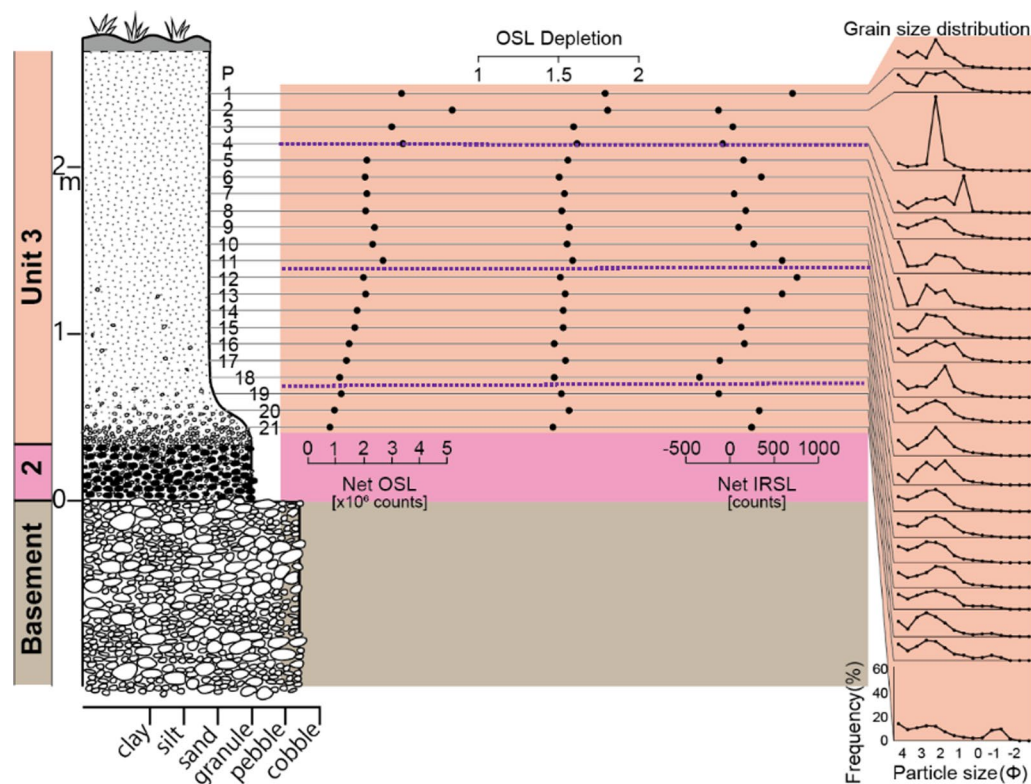 OSL Depletion
1 1.5 2
Grain size distribution
P
1
2
3
4
5
6
7
8
9
10
11
12
13
14
15
16
17
18
19
20
21
2
m
1
0
Unit 3
2
Basement
0 1 2 3 4 5
Net OSL
[x10⁶ counts]
-500 0 500 1000
Net IRSL
[counts]
clay
silt
sand
granule
pebble
cobble
Frequency(%)
60
40
20
0
4 3 2 1 0 -1 -2
Particle size(Φ)